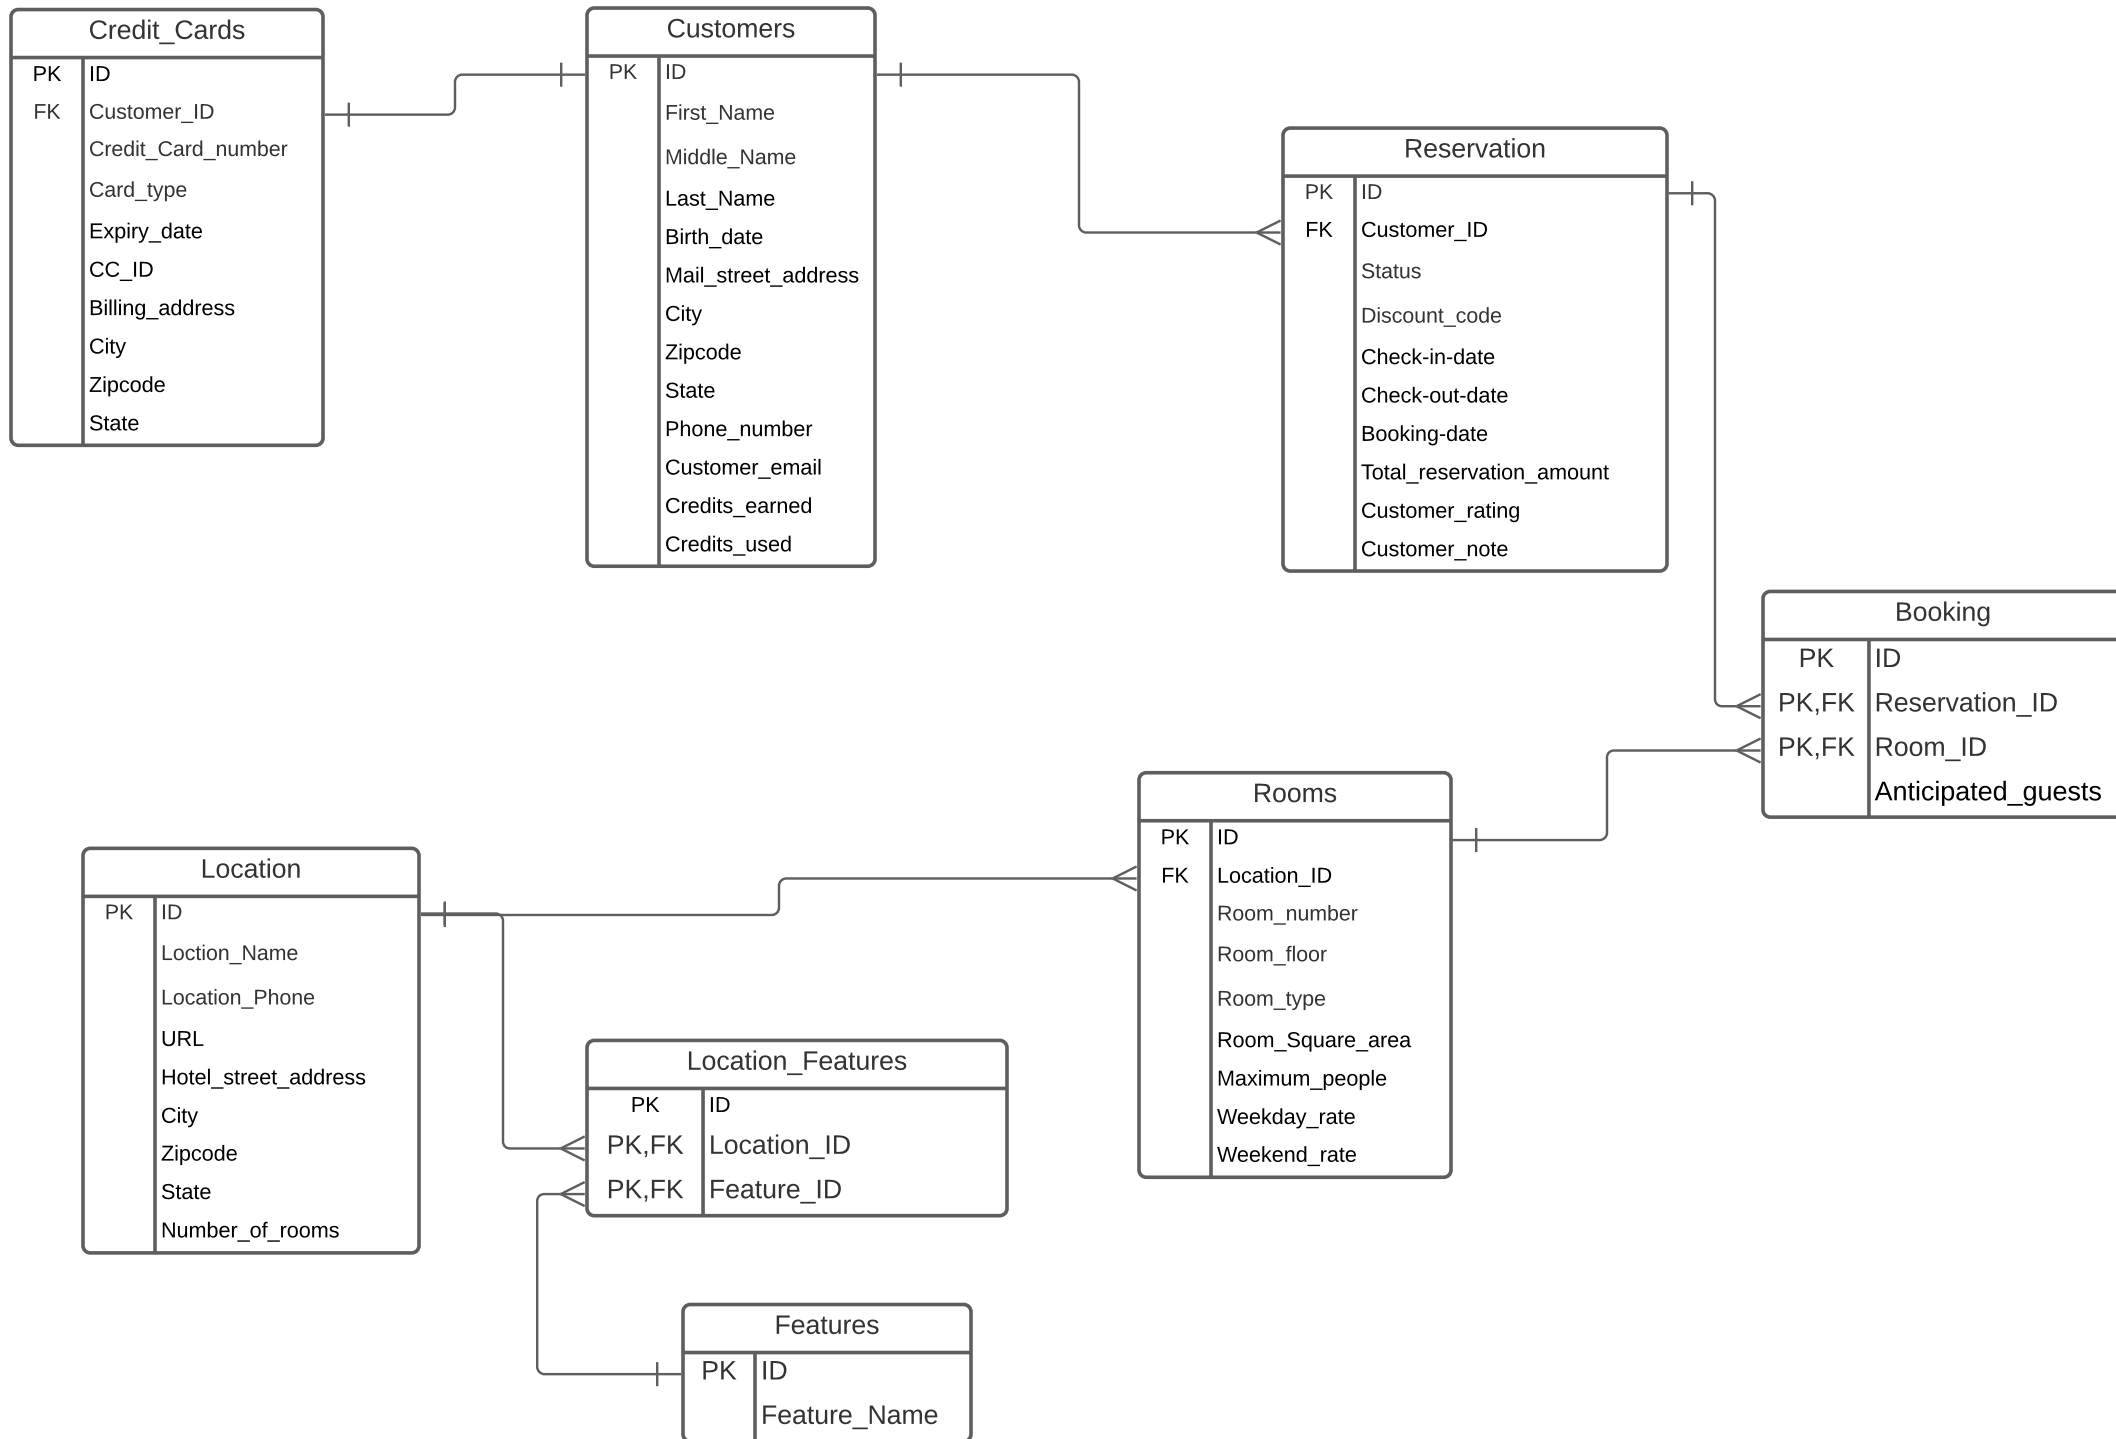 Credit_Cards
PK ID
FK Customer_ID
Credit_Card_number
Card_type
Expiry_date
CC_ID
Billing_address
City
Zipcode
State
Customers
PK ID
First_Name
Middle_Name
Last_Name
Birth_date
Mail_street_address
City
Zipcode
State
Phone_number
Customer_email
Credits_earned
Credits_used
Reservation
PK ID
FK Customer_ID
Status
Discount_code
Check-in-date
Check-out-date
Booking-date
Total_reservation_amount
Customer_rating
Customer_note
Booking
PK ID
PK,FK Reservation_ID
PK,FK Room_ID
Anticipated_guests
Rooms
PK ID
FK Location_ID
Room_number
Room_floor
Room_type
Room_Square_area
Maximum_people
Weekday_rate
Weekend_rate
Location
PK ID
Loction_Name
Location_Phone
URL
Hotel_street_address
City
Zipcode
State
Number_of_rooms
Location_Features
PK ID
PK,FK Location_ID
PK,FK Feature_ID
Features
PK ID
Feature_Name